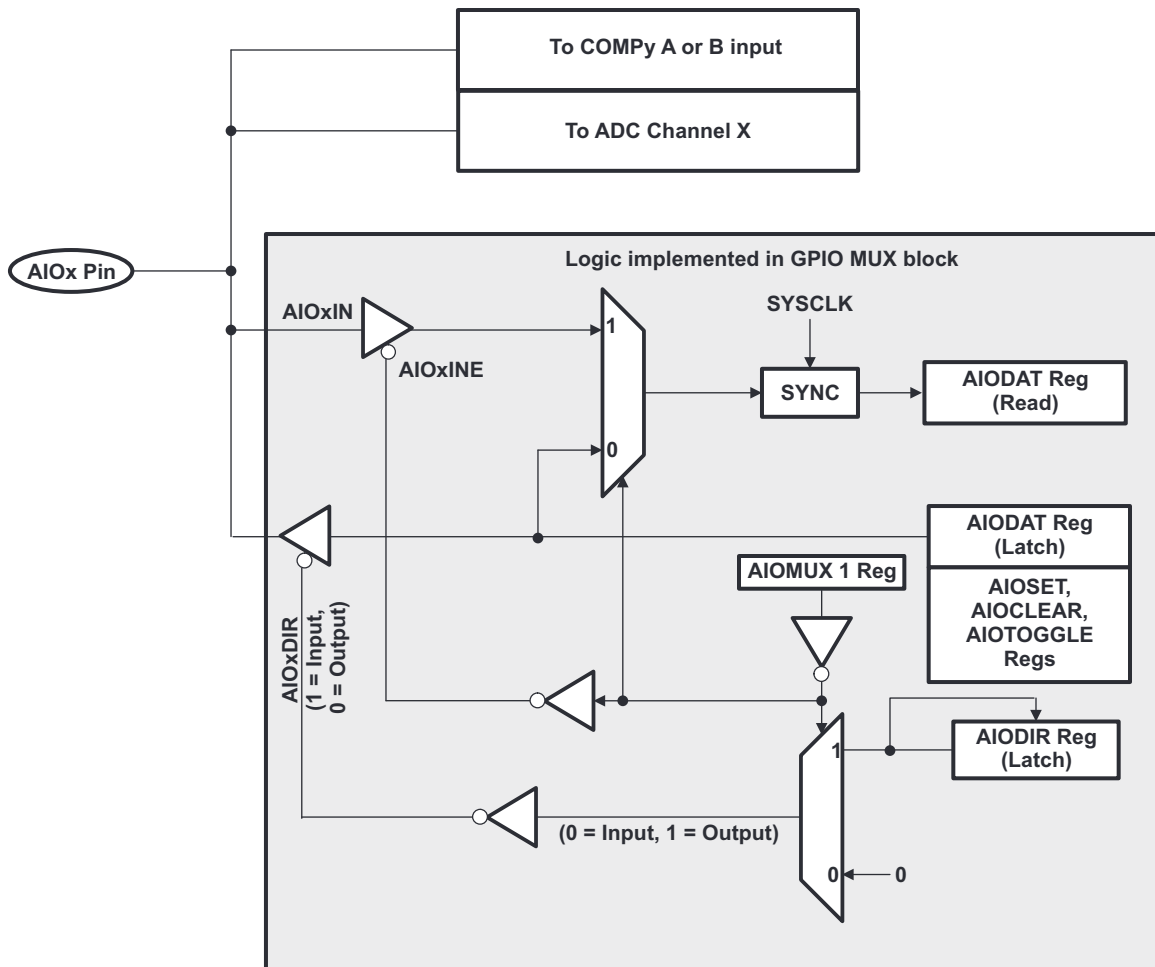 To COMPy A or B input
To ADC Channel X
Logic implemented in GPIO MUX block
AIOx Pin
AIOxIN
SYSCLK
1
AIOxINE
SYNC
AIODAT Reg
(Read)
0
AIODAT Reg
(Latch)
AIOMUX 1 Reg
AIOSET,
AIOCLEAR,
AIOTOGGLE
Regs
AIOxDIR
(1 = Input,
0 = Output)
1
AIODIR Reg
(Latch)
(0 = Input, 1 = Output)
0
0